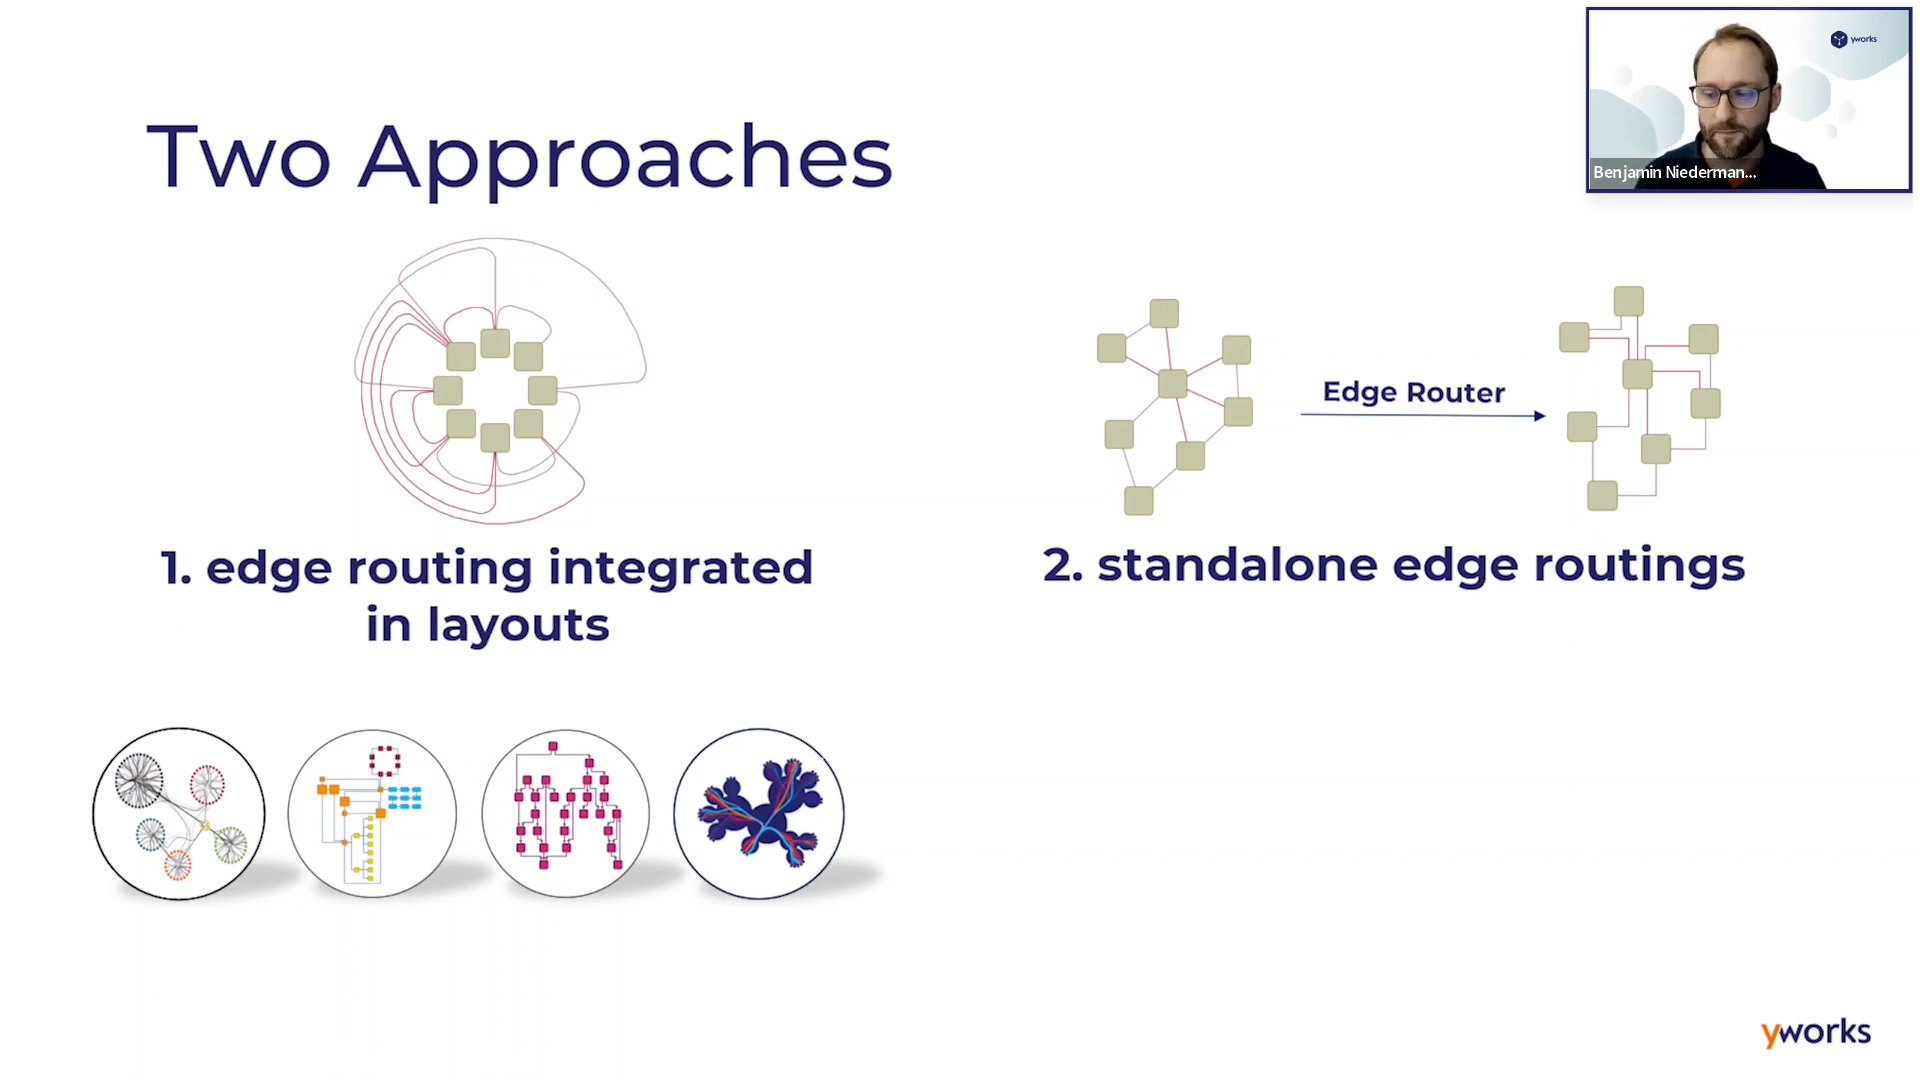 yworks
Benjamin Niederman...
Two Approaches
Edge Router
1. edge routing integrated
in layouts
2. standalone edge routings
yworks